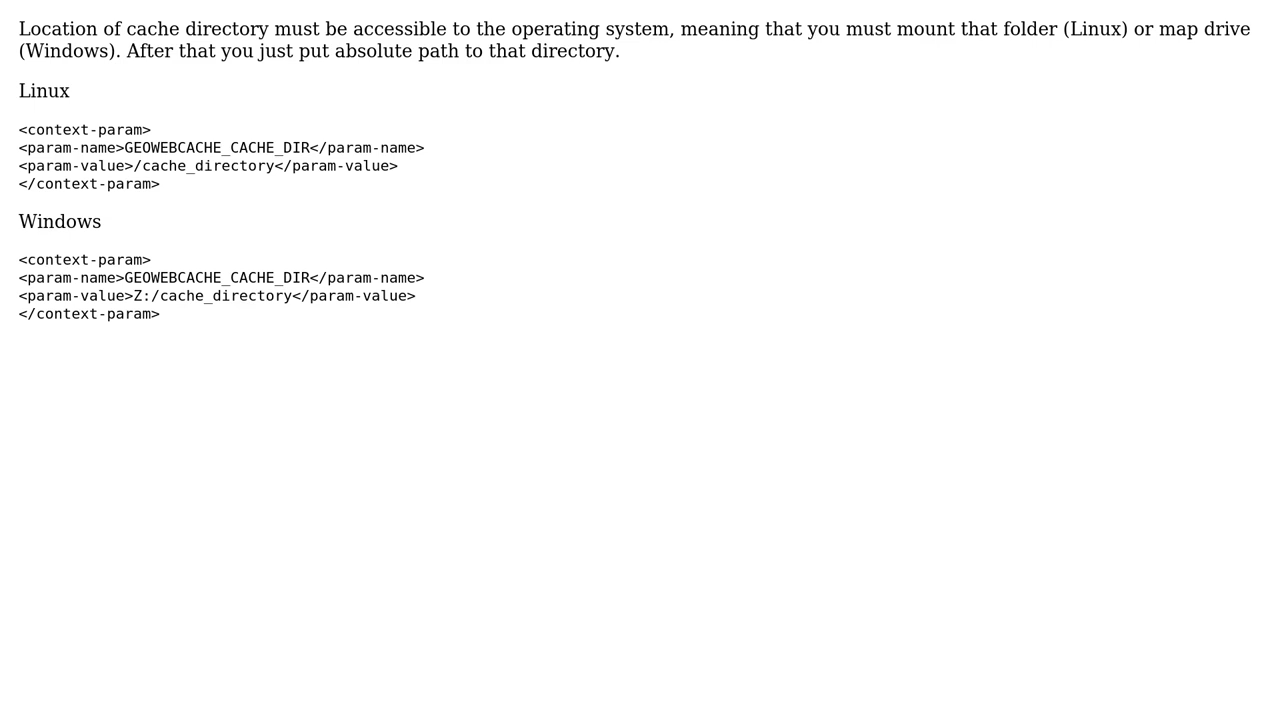 Location of cache directory must be accessible to the operating system, meaning that you must mount that folder (Linux) or map drive
(Windows). After that you just put absolute path to that directory.
Linux
<context-param>
<param-name>GEOWEBCACHE_CACHE_DIR</param-name>
<param-value>/cache_directory</param-value>
</context-param>
Windows
<context-param>
<param-name>GEOWEBCACHE_CACHE_DIR</param-name>
<param-value>Z:/cache_directory</param-value>
</context-param>